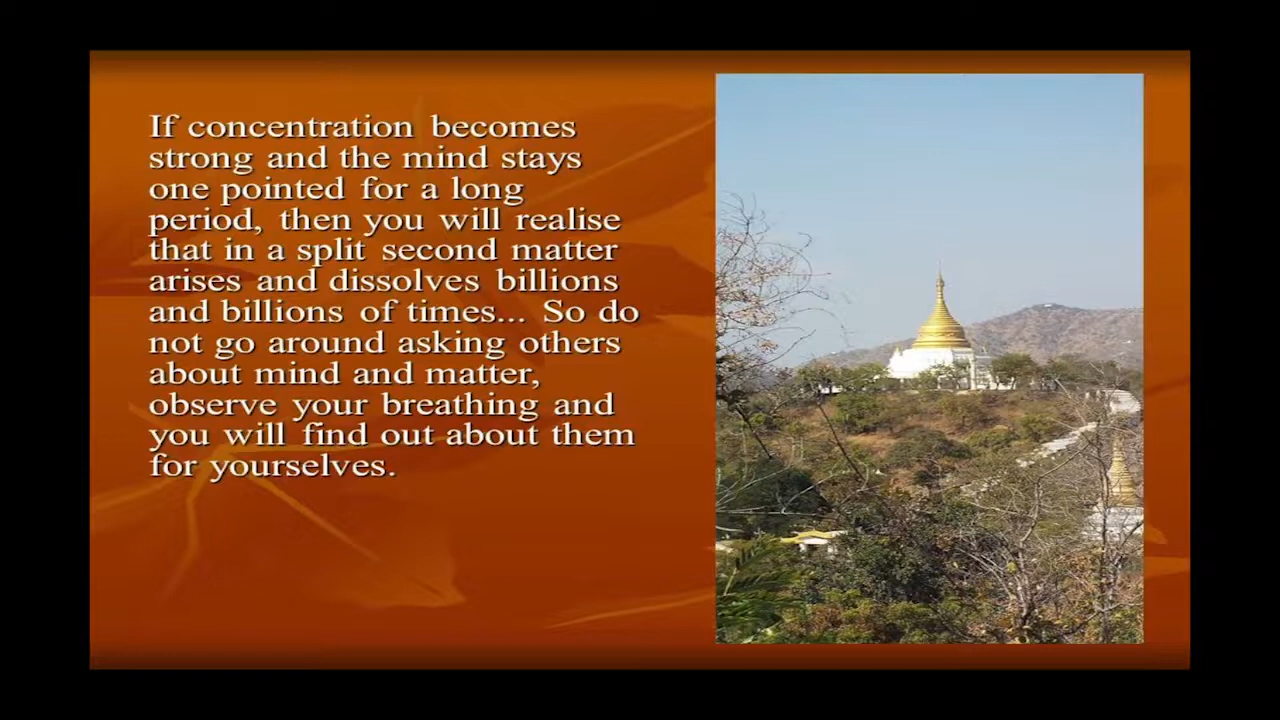 If concentration becomes
strong and the mind stays
one pointed for a long
period, then you will realise
that in a split second matter
arises and dissolves billions
and billions of times... So do
not go around asking others
about mind and matter,
observe your breathing and
you will find out about them
for yourselves.